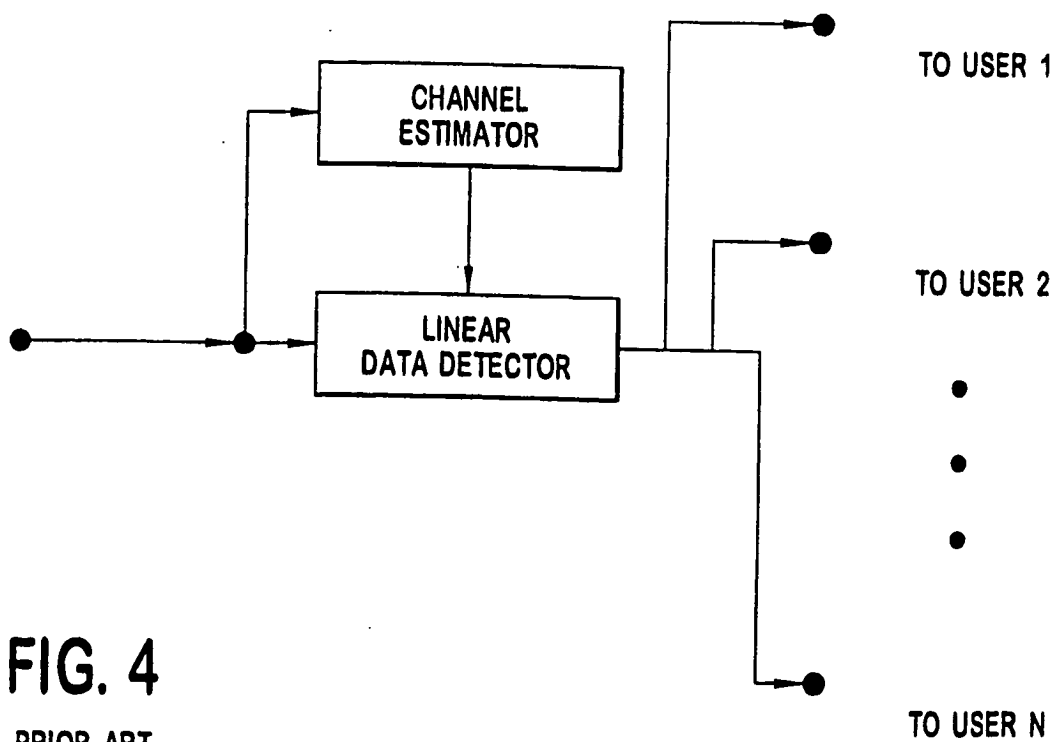 TO USER 1
CHANNEL
ESTIMATOR
TO USER 2
LINEAR
DATA DETECTOR
FIG. 4
PRIOR ART
TO USER N